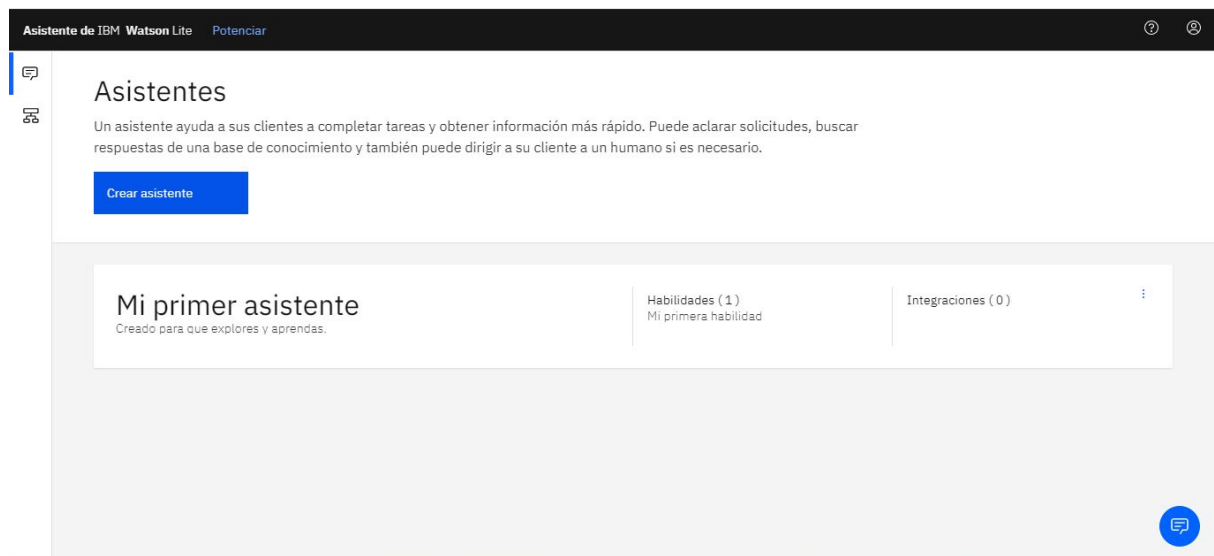 Asistente de IBM Watson Lite Potenciar
Asistentes
Un asistente ayuda a sus clientes a completar tareas y obtener información más rápido. Puede aclarar solicitudes, buscar
respuestas de una base de conocimiento y también puede dirigir a su cliente a un humano si es necesario.
Crear asistente
Mi primer asistente
Creado para que explores y aprendas.
Habilidades (1)
Mi primera habilidad
Integraciones (0)